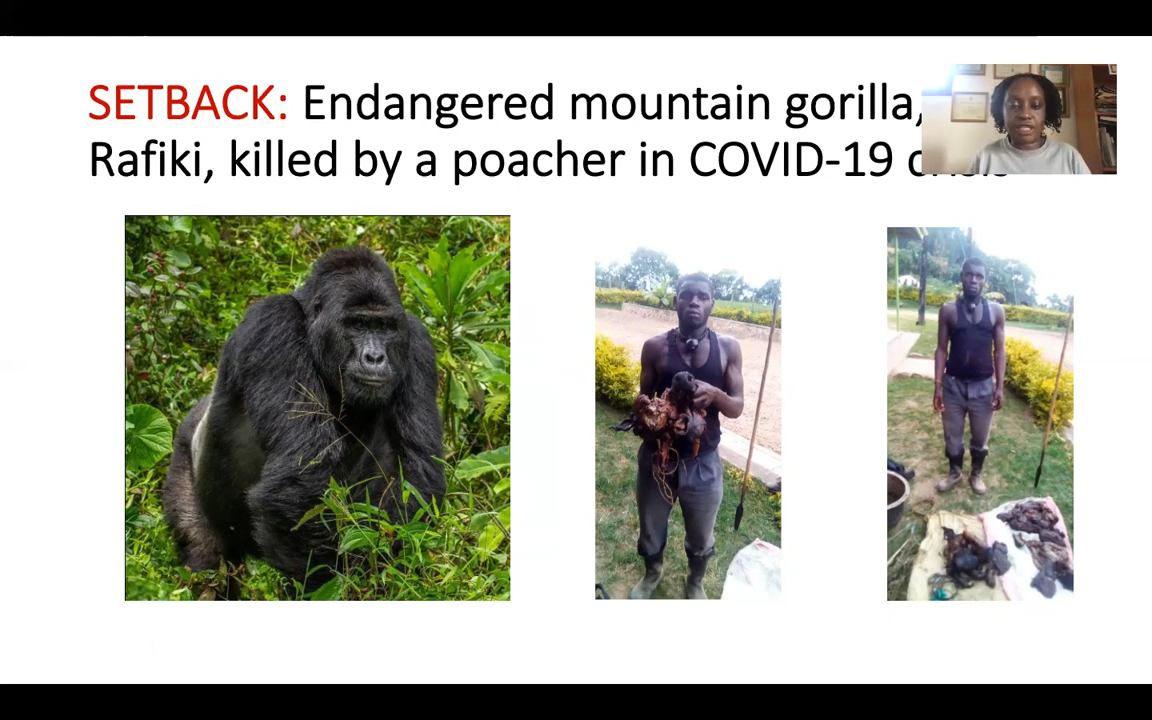 SETBACK: Endangered mountain gorilla,
Rafiki, killed by a poacher in COVID-19